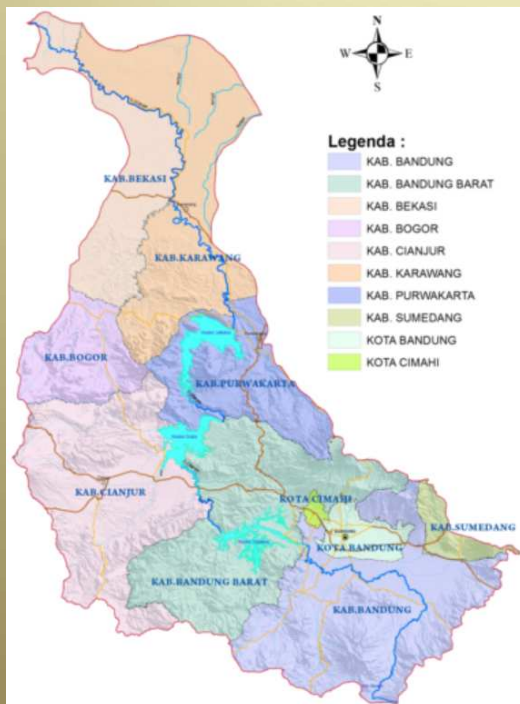 N
W E
S
Legenda :
KAB. BANDUNG
KAB. BANDUNG BARAT
KAB. BEKASI
KAB. BOGOR
KAB. CIANJUR
KAB. KARAWANG
KAB. PURWAKARTA
KAB. SUMEDANG
KOTA BANDUNG
KOTA CIMAHI
KAB.BEKASI
KAB.KARAWANG
KAB.BOGOR
KAB.PURWAKARTA
KAB.CIANJUR
KOTA CIMAHI
KAB.SUMEDANG
KOTA BANDUNG
KAB.BANDUNG BARAT
KAB.BANDUNG